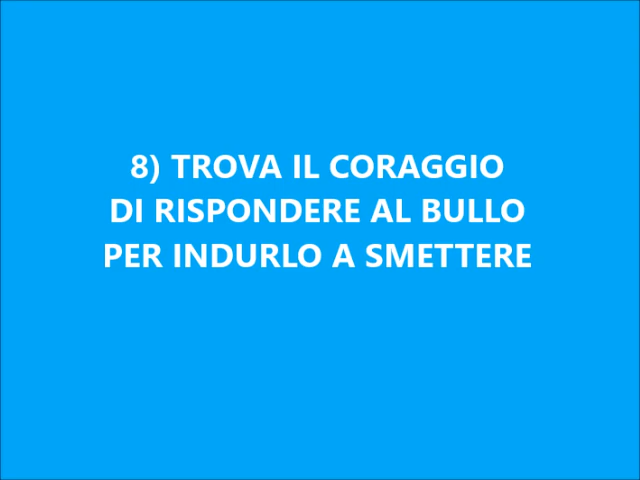 8) TROVA IL CORAGGIO
DI RISPONDERE AL BULLO
PER INDURLO A SMETTERE